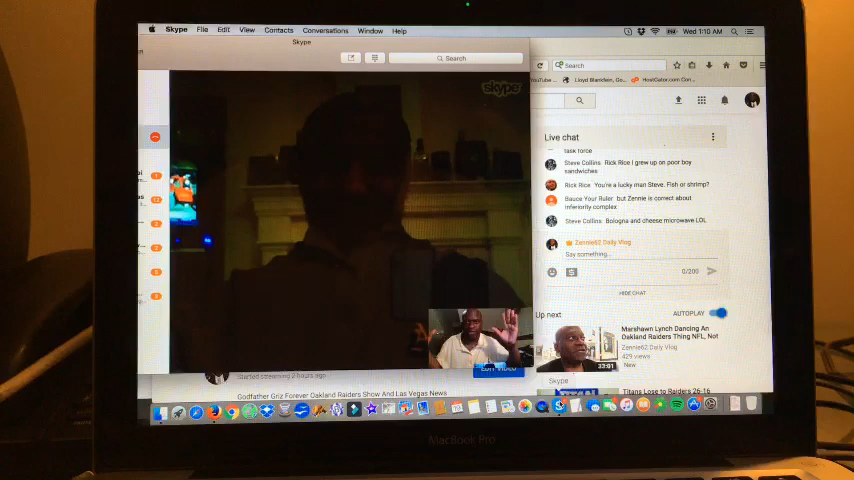 Skype File Edit View Contacts Conversations Window Help
Wed 1:10 AM
Skype
Search
Search
skype
YouTube ...
Lloyd Blankfein, Go...
HostGator.com Con...
Live chat
task force
Steve Collins Rick Rice I grew up on poor boy
sandwiches
Rick Rice You're a lucky man Steve. Fish or shrimp?
Bauce Your Ruler but Zennie is correct about
inferiority complex
Steve Collins Bologna and cheese microwave LOL
Zennie62 Daily Vlog
Say something...
0/200
HIDE CHAT
Up next
AUTOPLAY
Marshawn Lynch Dancing An
Oakland Raiders Thing NFL, Not
Zennie62 Daily Vlog
429 views
New
33:01
Edit Video
Started streaming 2 hours ago
Skype
Godfather Griz Forever Oakland Raiders Show And Las Vegas News
Titans Lose to Raiders 26-16
MacBook Pro